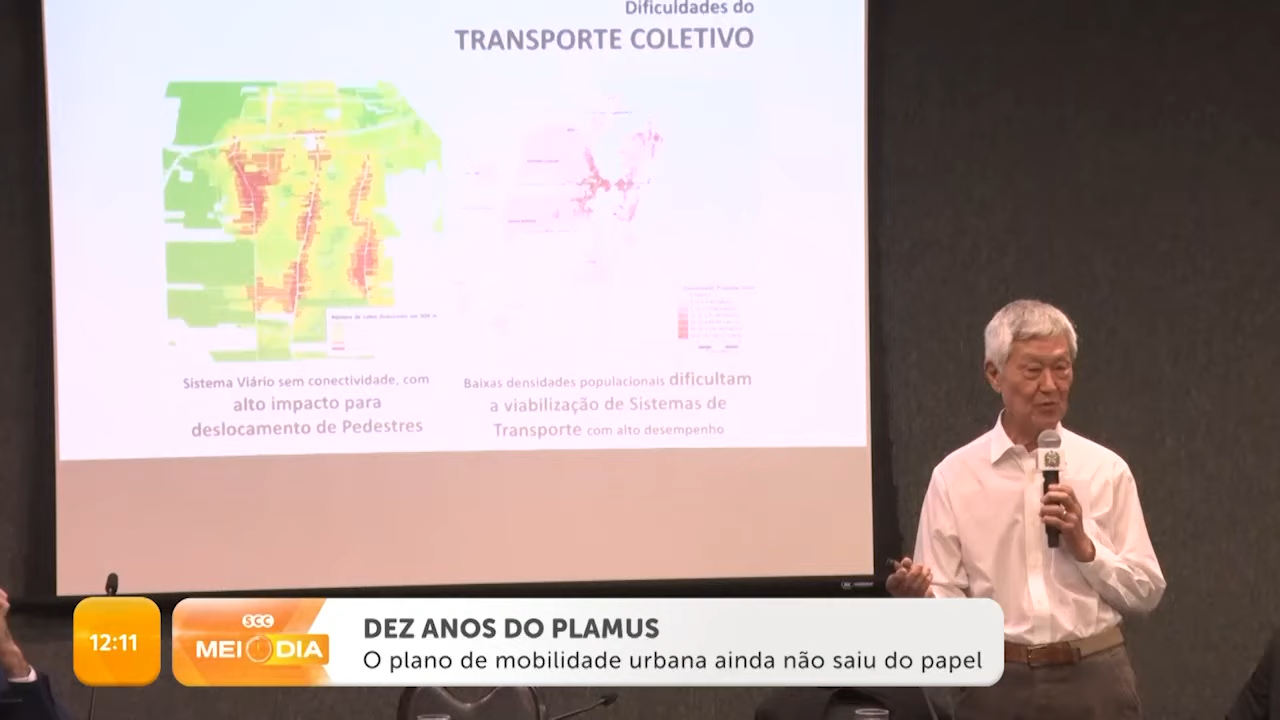 Dificuldades do
TRANSPORTE COLETIVO
Sistema Viário sem conectividade, com
alto impacto para
deslocamento de Pedestres
Baixas densidades populacionais dificultam
a viabilização de Sistemas de
Transporte com alto desempenho
12:11
SCC
MEIO DIA
DEZ ANOS DO PLAMUS
O plano de mobilidade urbana ainda não saiu do papel